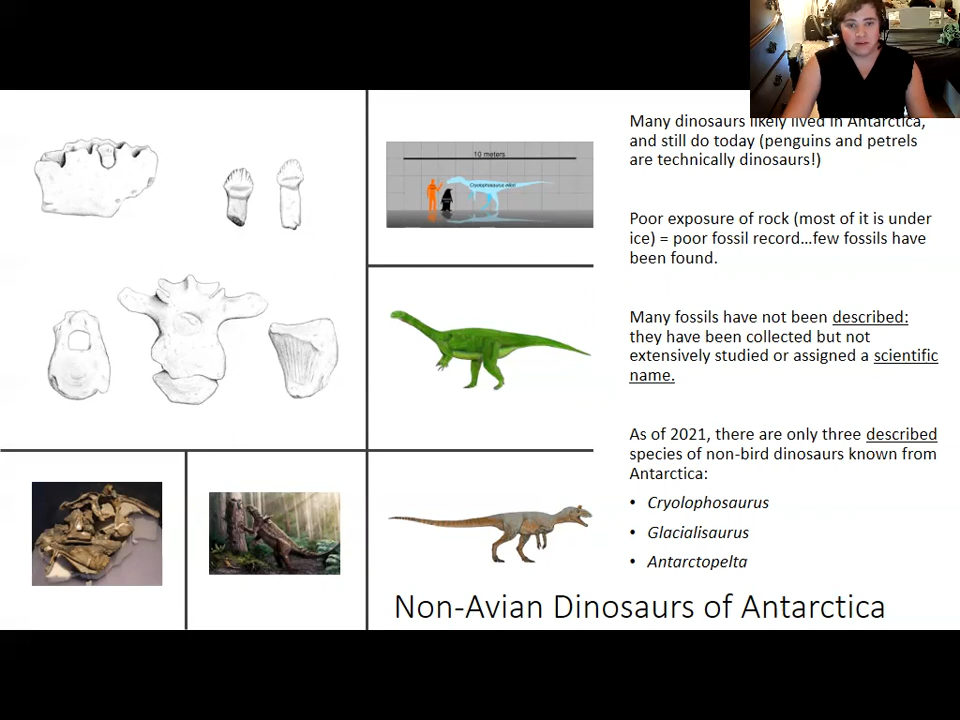 10 meters
Cryolophosaurus ellioti
Many dinosaurs likely lived in Antarctica,
and still do today (penguins and petrels
are technically dinosaurs!)
Poor exposure of rock (most of it is under
ice) = poor fossil record…few fossils have
been found.
Many fossils have not been described:
they have been collected but not
extensively studied or assigned a scientific
name.
As of 2021, there are only three described
species of non-bird dinosaurs known from
Antarctica:
• Cryolophosaurus
• Glacialisaurus
• Antarctopelta
Non-Avian Dinosaurs of Antarctica